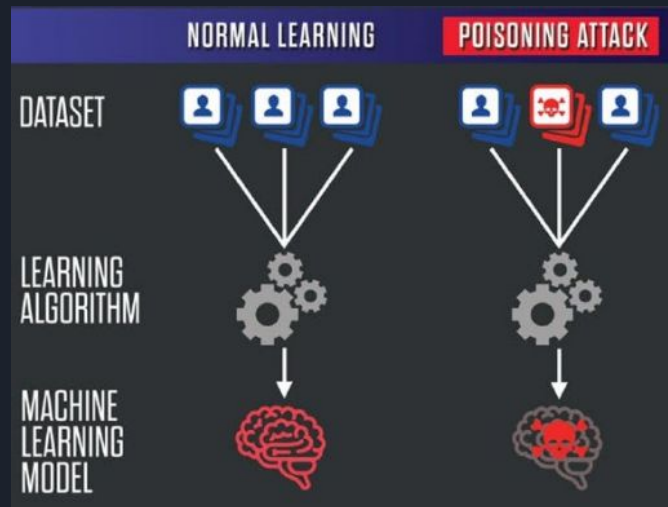 NORMAL LEARNING
POISONING ATTACK
DATASET
LEARNING
ALGORITHM
MACHINE
LEARNING
MODEL